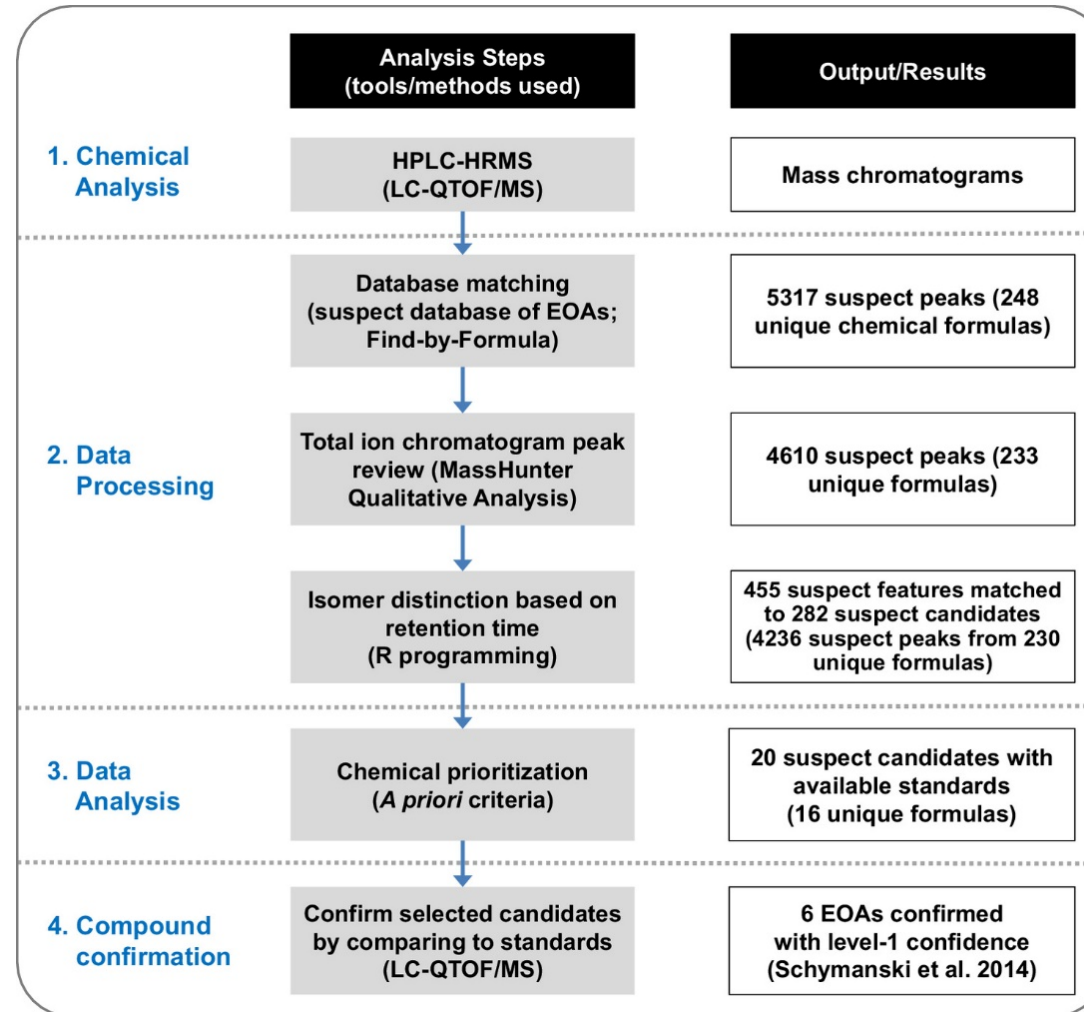 Analysis Steps
(tools/methods used)
Output/Results
1. Chemical
Analysis
HPLC-HRMS
(LC-QTOF/MS)
Mass chromatograms
Database matching
(suspect database of EOAs;
Find-by-Formula)
5317 suspect peaks (248
unique chemical formulas)
2. Data
Processing
Total ion chromatogram peak
review (MassHunter
Qualitative Analysis)
4610 suspect peaks (233
unique formulas)
Isomer distinction based on
retention time
(R programming)
455 suspect features matched
to 282 suspect candidates
(4236 suspect peaks from 230
unique formulas)
3. Data
Analysis
Chemical prioritization
(A priori criteria)
20 suspect candidates with
available standards
(16 unique formulas)
4. Compound
confirmation
Confirm selected candidates
by comparing to standards
(LC-QTOF/MS)
6 EOAs confirmed
with level-1 confidence
(Schymanski et al. 2014)